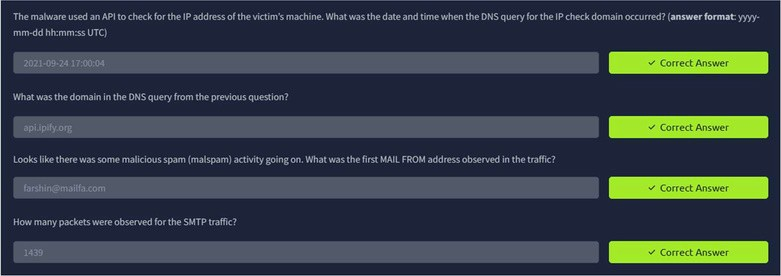 The malware used an API to check for the IP address of the victim's machine. What was the date and time when the DNS query for the IP check domain occurred? (answer format: yyyy-
mm-dd hh:mm:ss UTC)
2021-09-24 17:00:04
✓ Correct Answer
What was the domain in the DNS query from the previous question?
api.ipify.org
✓ Correct Answer
Looks like there was some malicious spam (malspam) activity going on. What was the first MAIL FROM address observed in the traffic?
farshin@mailfa.com
✓ Correct Answer
How many packets were observed for the SMTP traffic?
1439
✓ Correct Answer